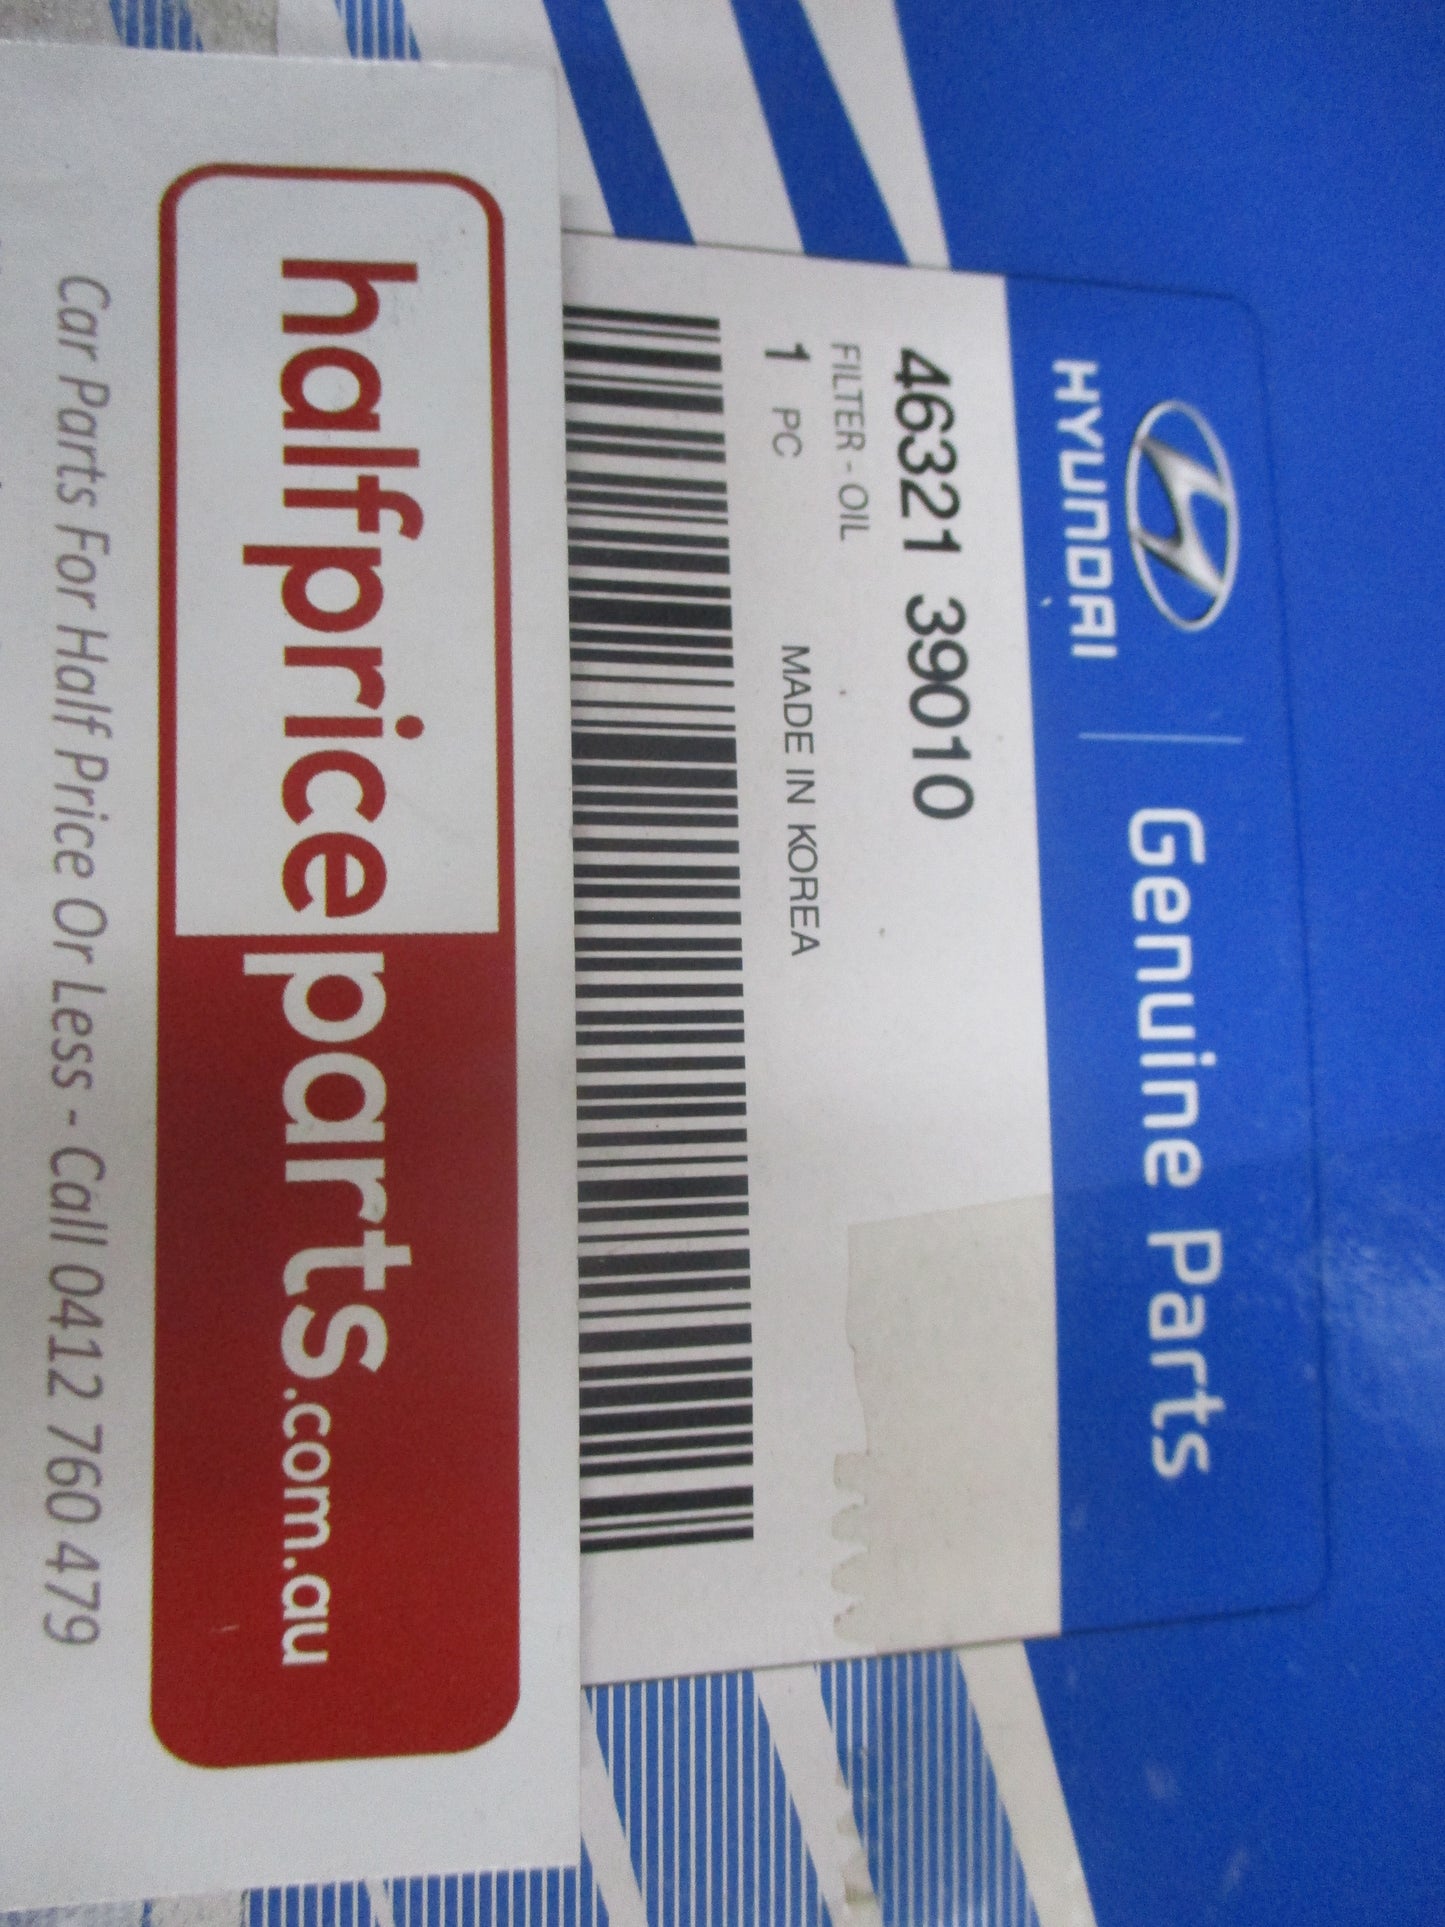 HYUNDAI
Genuine Parts
46321 39010
FILTER - OIL
1 PC MADE IN KOREA
halfpriceparts.com.au
Car Parts For Half Price Or Less - Call 0412 760 479